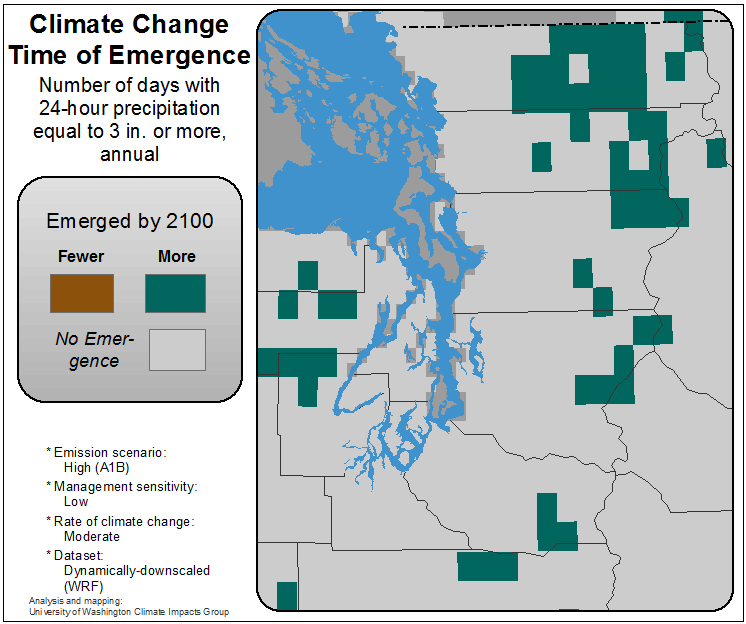 Climate Change
Time of Emergence
Number of days with
24-hour precipitation
equal to 3 in. or more,
annual
Emerged by 2100
Fewer More
No Emer-
gence
* Emission scenario:
High (A1B)
* Management sensitivity:
Low
* Rate of climate change:
Moderate
* Dataset:
Dynamically-downscaled
(WRF)
Analysis and mapping:
University of Washington Climate Impacts Group